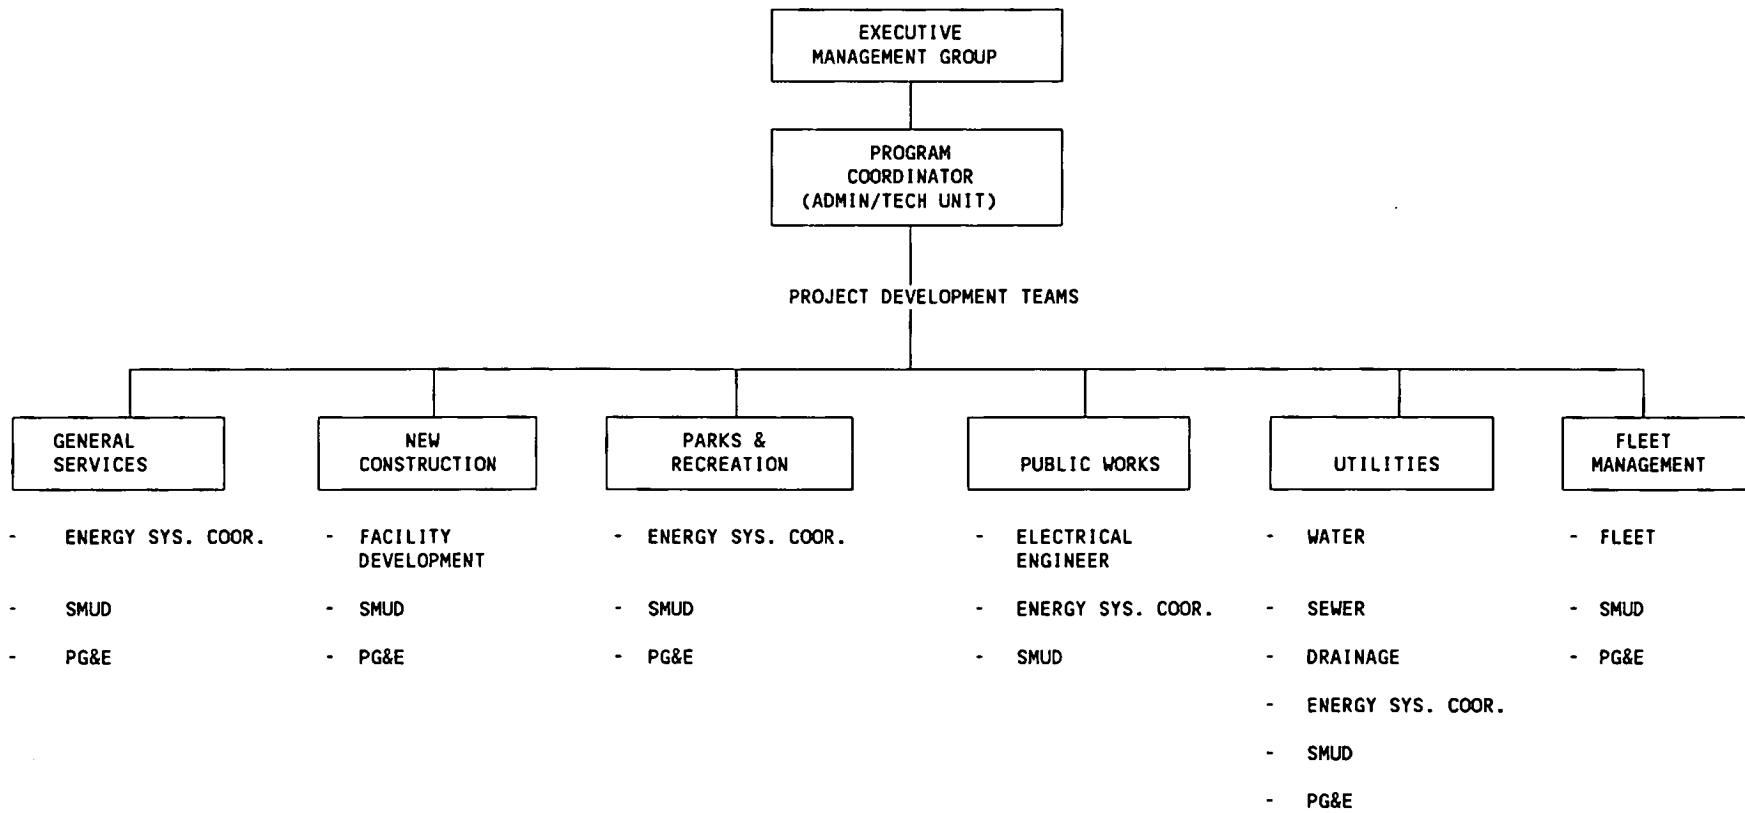 EXECUTIVE
MANAGEMENT GROUP
PROGRAM
COORDINATOR
(ADMIN/TECH UNIT)
PROJECT DEVELOPMENT TEAMS
GENERAL
SERVICES
- ENERGY SYS. COOR.
- SMUD
- PG&E
NEW
CONSTRUCTION
- FACILITY
DEVELOPMENT
- SMUD
- PG&E
PARKS &
RECREATION
- ENERGY SYS. COOR.
- SMUD
- PG&E
PUBLIC WORKS
- ELECTRICAL
ENGINEER
- ENERGY SYS. COOR.
- SMUD
UTILITIES
- WATER
- SEWER
- DRAINAGE
- ENERGY SYS. COOR.
- SMUD
- PG&E
FLEET
MANAGEMENT
- FLEET
- SMUD
- PG&E